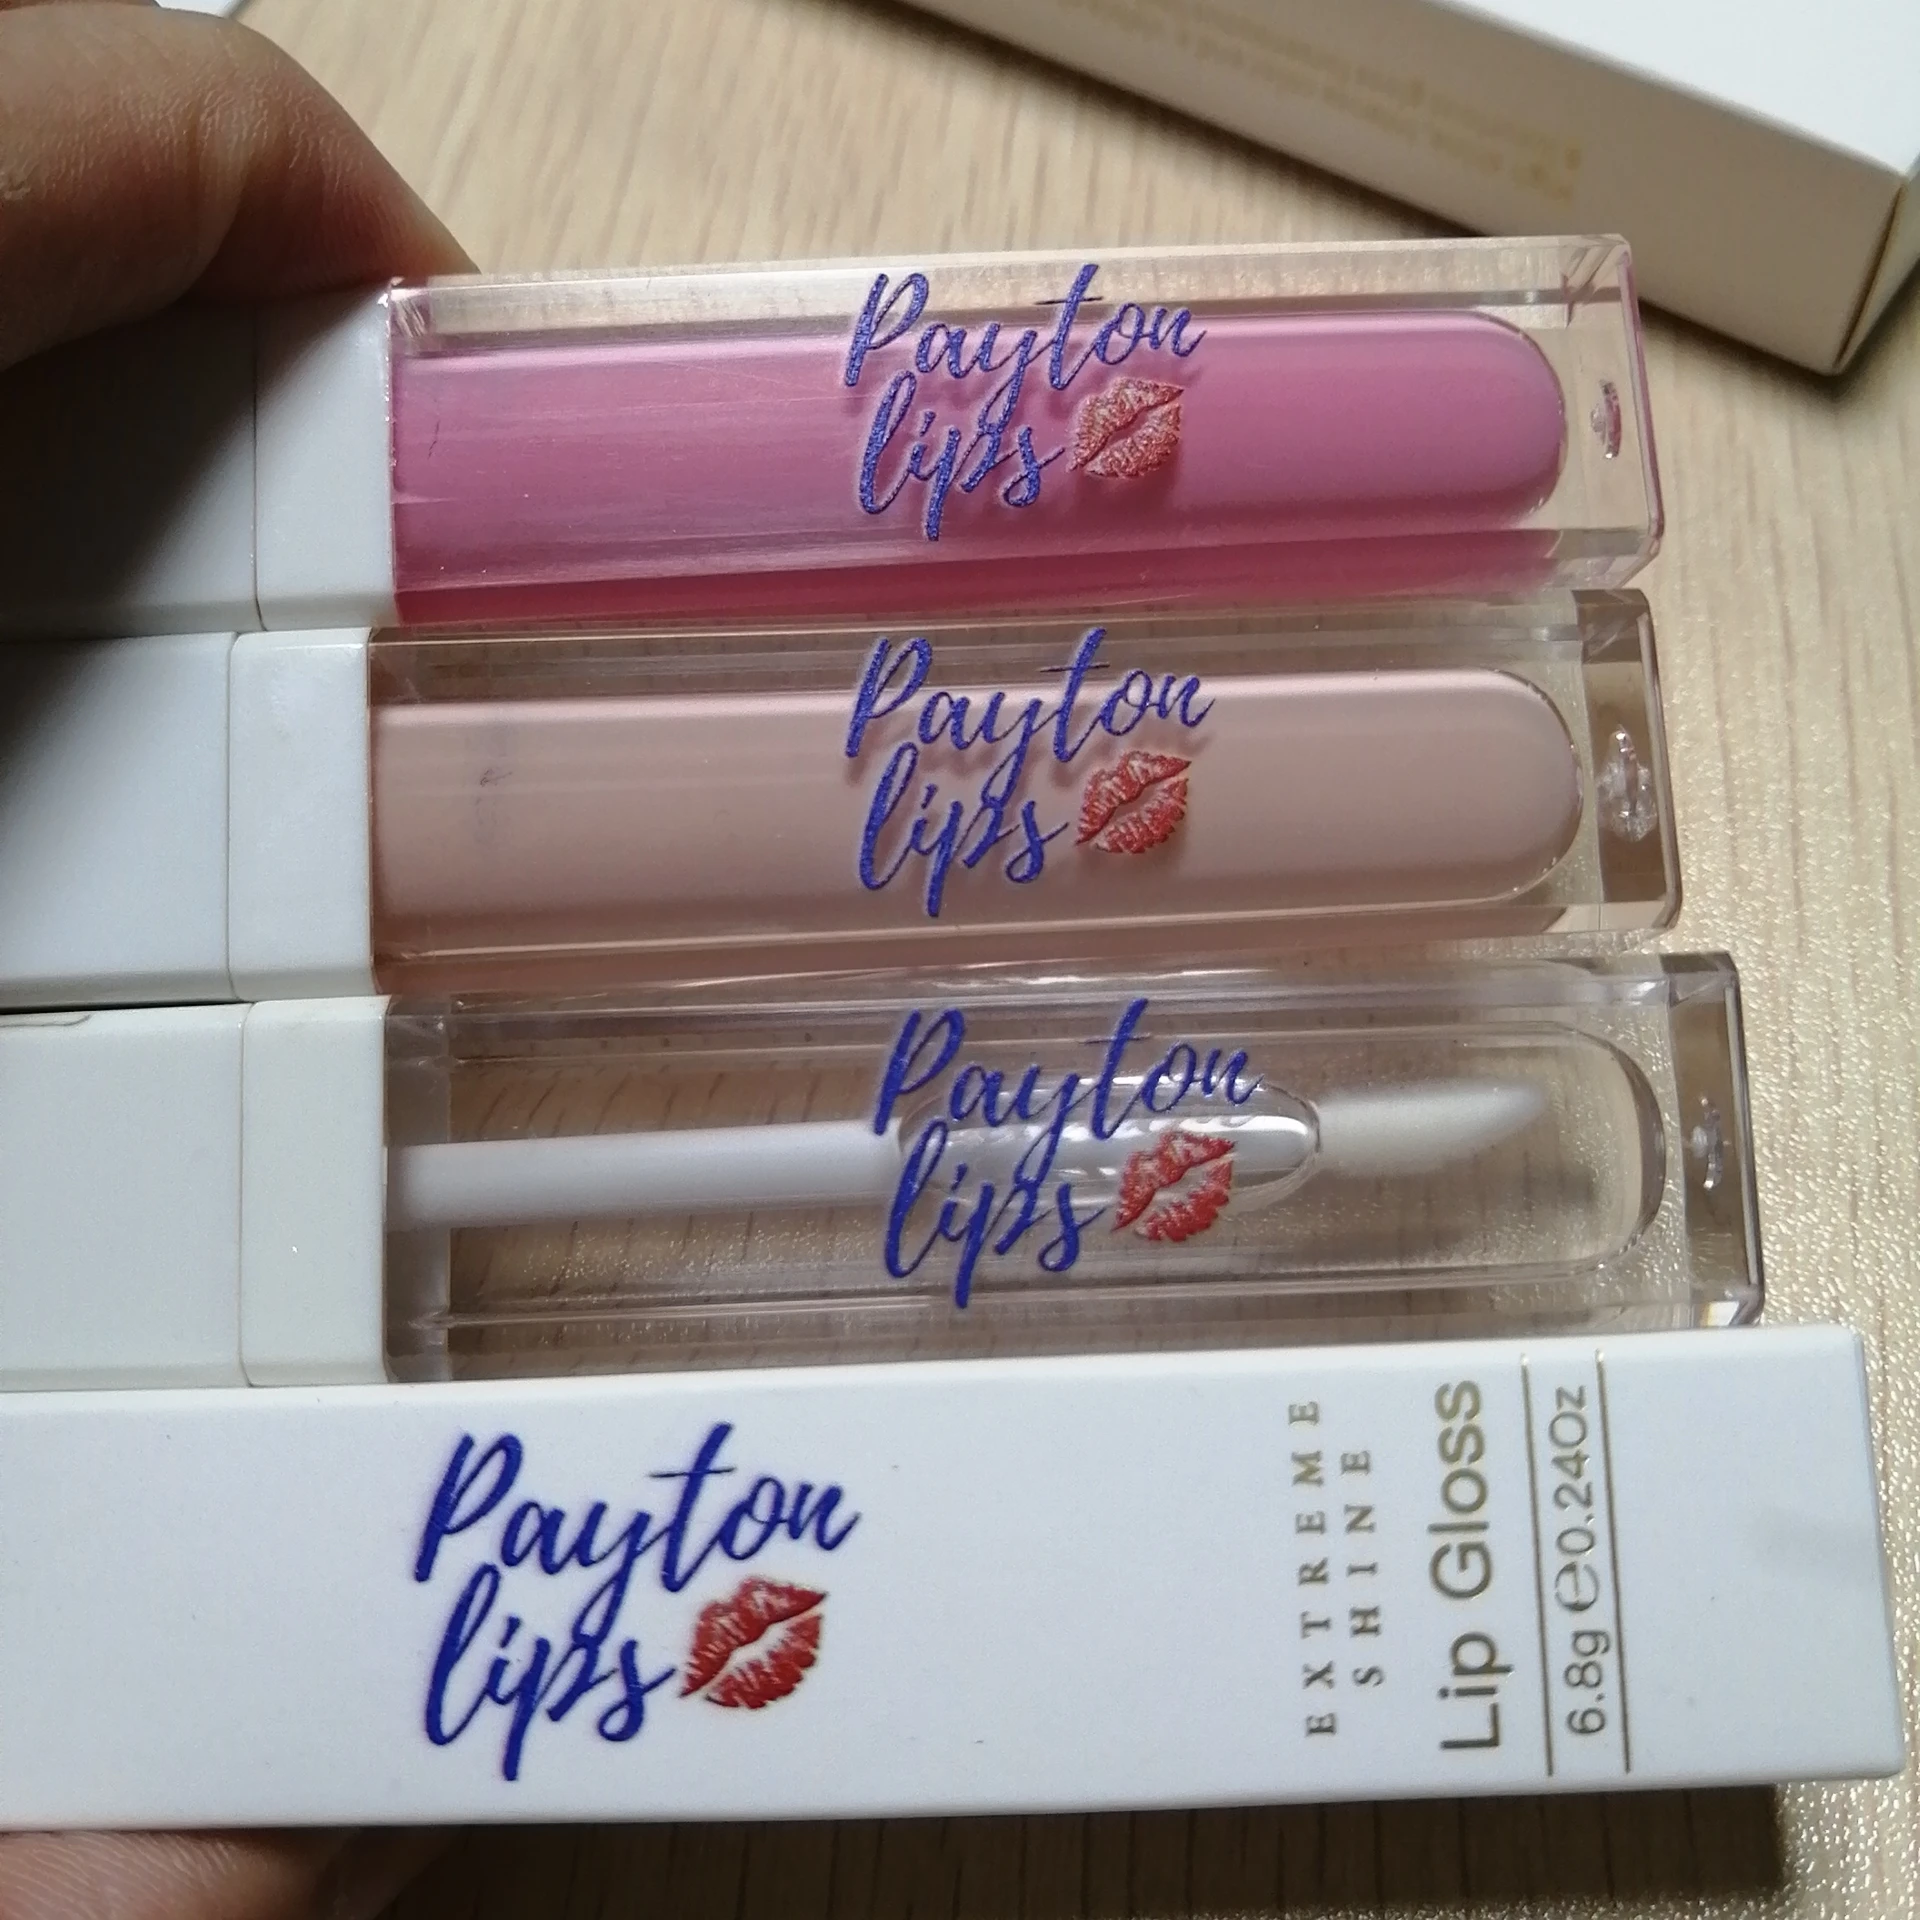 Payton
lips
Payton
lips
Payton
lips
Payton
lips
EXTREME
SHINE
Lip Gloss
6.8g ℮0.24Oz